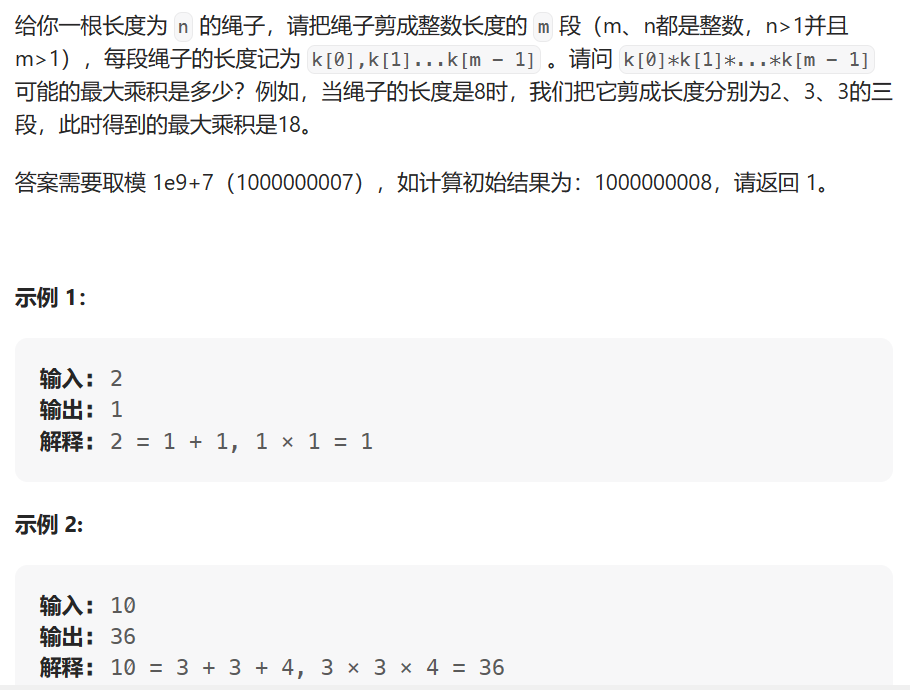 给你一根长度为 n 的绳子，请把绳子剪成整数长度的 m 段（m、n都是整数，n>1并且
m>1），每段绳子的长度记为 k[0],k[1]...k[m - 1] 。请问 k[0]*k[1]*...*k[m - 1]
可能的最大乘积是多少？例如，当绳子的长度是8时，我们把它剪成长度分别为2、3、3的三
段，此时得到的最大乘积是18。
答案需要取模 1e9+7（1000000007），如计算初始结果为：1000000008，请返回 1。
示例 1：
输入：2
输出：1
解释：2 = 1 + 1, 1 × 1 = 1
示例 2:
输入：10
输出：36
解释：10 = 3 + 3 + 4, 3 × 3 × 4 = 36